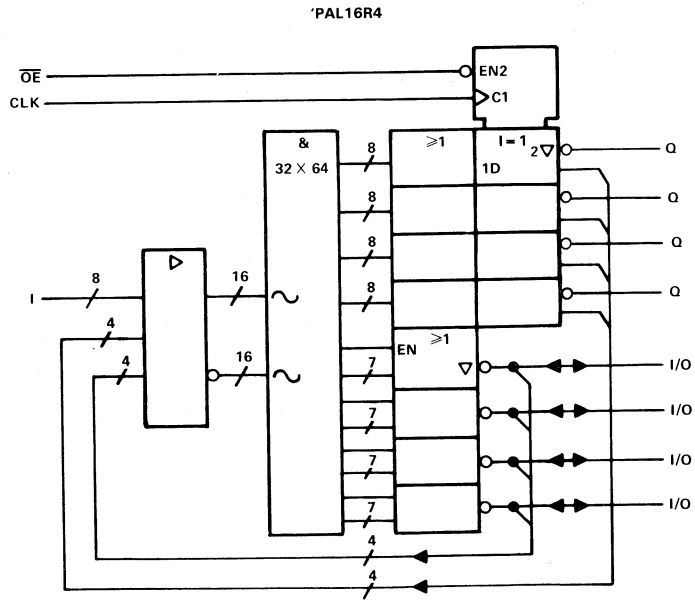 'PAL16R4
OE
EN2
CLK
C1
&
32 X 64
8
≥1
I = 1
2 ▽
1D
Q
8
Q
8
Q
8
Q
▷
I
8
16
4
4
16
EN
≥1
▽
7
I/O
7
I/O
7
I/O
7
I/O
4
4